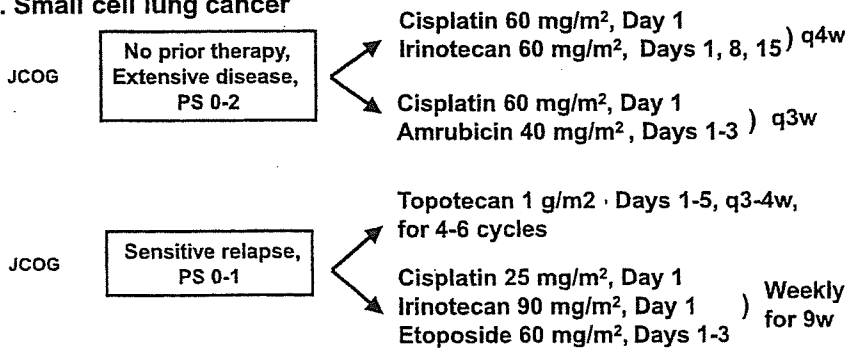 . Small cell lung cancer
JCOG
No prior therapy,
Extensive disease,
PS 0-2
Cisplatin 60 mg/m², Day 1
Irinotecan 60 mg/m², Days 1, 8, 15 ) q4w
Cisplatin 60 mg/m², Day 1
Amrubicin 40 mg/m² , Days 1-3 ) q3w
JCOG
Sensitive relapse,
PS 0-1
Topotecan 1 g/m2 · Days 1-5, q3-4w,
for 4-6 cycles
Cisplatin 25 mg/m², Day 1
Irinotecan 90 mg/m², Day 1 )
Etoposide 60 mg/m², Days 1-3
Weekly
for 9w